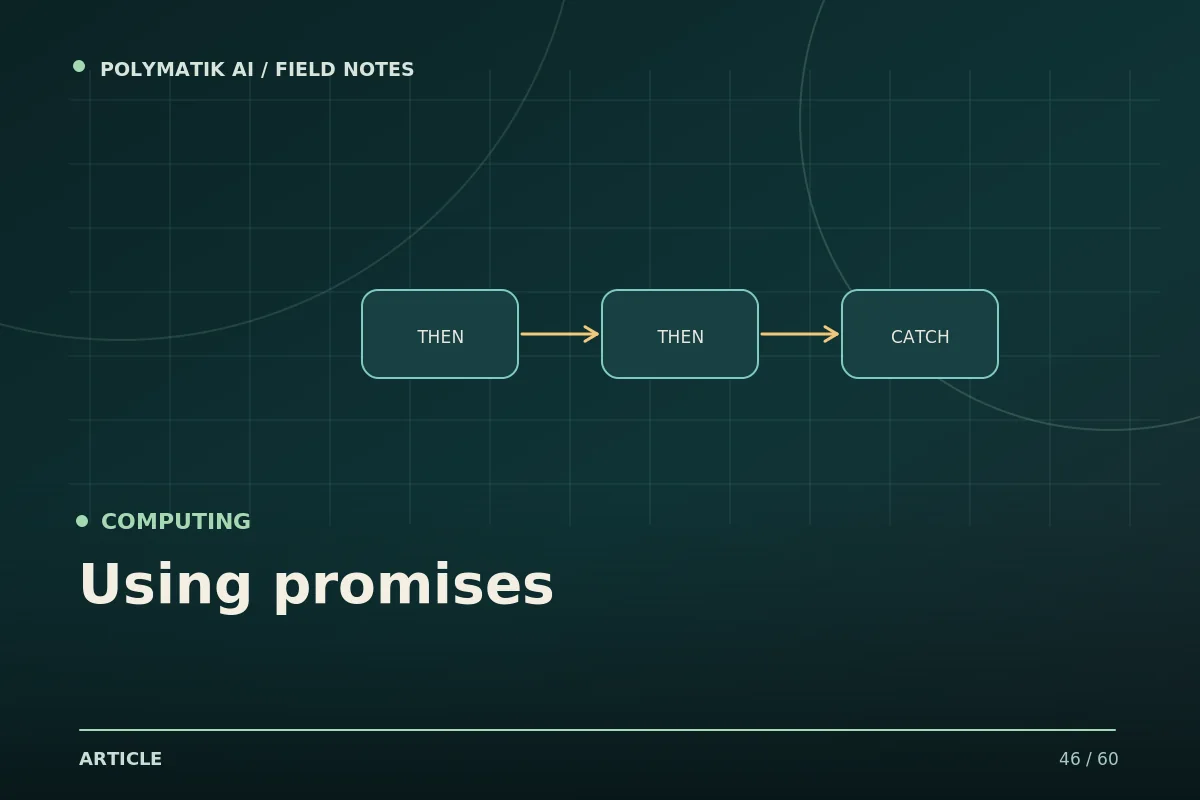 POLYMATIK AI / FIELD NOTES
THEN
THEN
CATCH
COMPUTING
Using promises
ARTICLE
46 / 60